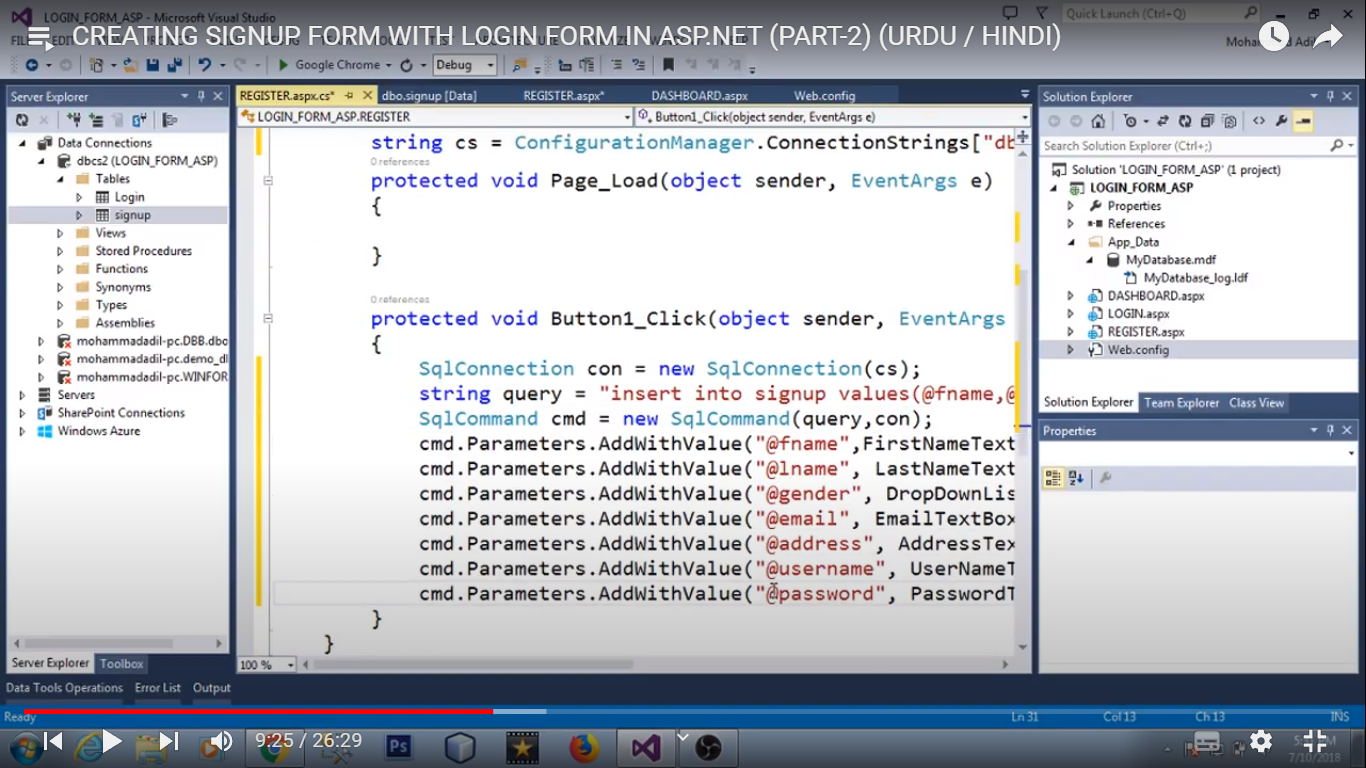 LOGIN_FORM_ASP - Microsoft Visual Studio
Quick Launch (Ctrl+Q)
CREATING SIGNUP FORM WITH LOGIN FORM IN ASP.NET (PART-2) (URDU / HINDI)
Google Chrome
Debug
Server Explorer
REGISTER.aspx.cs*
dbo.signup [Data]
REGISTER.aspx*
DASHBOARD.aspx
Web.config
Solution Explorer
LOGIN_FORM_ASP.REGISTER
Button1_Click(object sender, EventArgs e)
Data Connections
dbcs2 (LOGIN_FORM_ASP)
Tables
Login
signup
Views
Stored Procedures
Functions
Synonyms
Types
Assemblies
mohammadadil-pc.DBB.dbo
mohammadadil-pc.demo_d
mohammadadil-pc.WINFOR
Servers
SharePoint Connections
Windows Azure
Server Explorer
Toolbox
string cs = ConfigurationManager.ConnectionStrings["db
0 references
protected void Page_Load(object sender, EventArgs e)
{
}
0 references
protected void Button1_Click(object sender, EventArgs
{
SqlConnection con = new SqlConnection(cs);
string query = "insert into signup values(@fname,@
SqlCommand cmd = new SqlCommand(query,con);
cmd.Parameters.AddWithValue("@fname",FirstNameText
cmd.Parameters.AddWithValue("@lname", LastNameText
cmd.Parameters.AddWithValue("@gender", DropDownLis
cmd.Parameters.AddWithValue("@email", EmailTextBox
cmd.Parameters.AddWithValue("@address", AddressTex
cmd.Parameters.AddWithValue("@username", UserNameT
cmd.Parameters.AddWithValue("@password", PasswordT
}
}
100 %
Search Solution Explorer (Ctrl+;)
Solution 'LOGIN_FORM_ASP' (1 project)
LOGIN_FORM_ASP
Properties
References
App_Data
MyDatabase.mdf
MyDatabase_log.ldf
DASHBOARD.aspx
LOGIN.aspx
REGISTER.aspx
Web.config
Solution Explorer
Team Explorer
Class View
Properties
Data Tools Operations
Error List
Output
Ready
Ln 31
Col 13
Ch 13
INS
9:25 / 26:29
Ps
7/10/2018